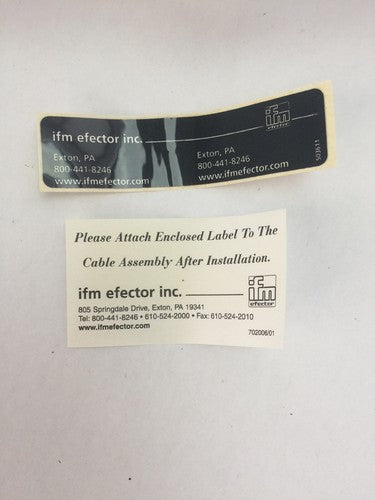 ifm efector inc.
ifm
efector
Exton, PA
800-441-8246
www.ifmefector.com
Exton, PA
800-441-8246
www.ifmefector.com
S03611
Please Attach Enclosed Label To The
Cable Assembly After Installation.
ifm efector inc.
ifm
efector
805 Springdale Drive, Exton, PA 19341
Tel: 800-441-8246 • 610-524-2000 • Fax: 610-524-2010
www.ifmefector.com
702006/01